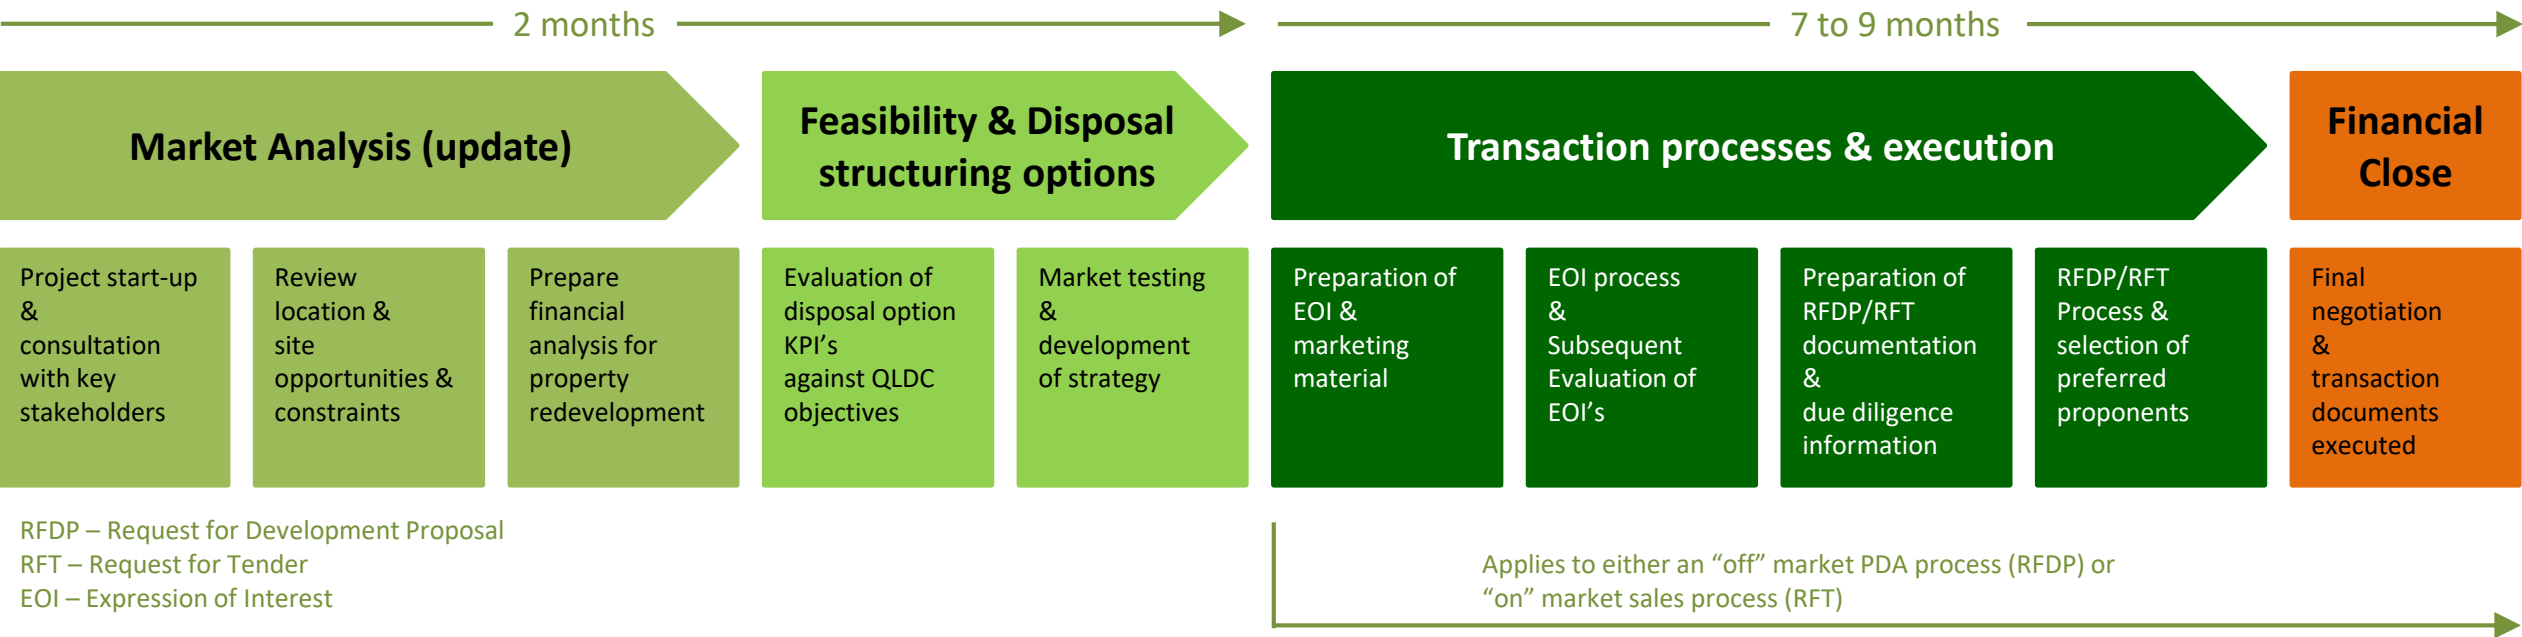 2 months
7 to 9 months
Market Analysis (update)
Feasibility & Disposal
structuring options
Transaction processes & execution
Financial
Close
Project start-up
&
consultation
with key
stakeholders
Review
location &
site
opportunities &
constraints
Prepare
financial
analysis for
property
redevelopment
Evaluation of
disposal option
KPI’s
against QLDC
objectives
Market testing
&
development
of strategy
Preparation of
EOI &
marketing
material
EOI process
&
Subsequent
Evaluation of
EOI’s
Preparation of
RFDP/RFT
documentation
&
due diligence
information
RFDP/RFT
Process &
selection of
preferred
proponents
Final
negotiation
&
transaction
documents
executed
RFDP – Request for Development Proposal
RFT – Request for Tender
EOI – Expression of Interest
Applies to either an “off” market PDA process (RFDP) or
“on” market sales process (RFT)